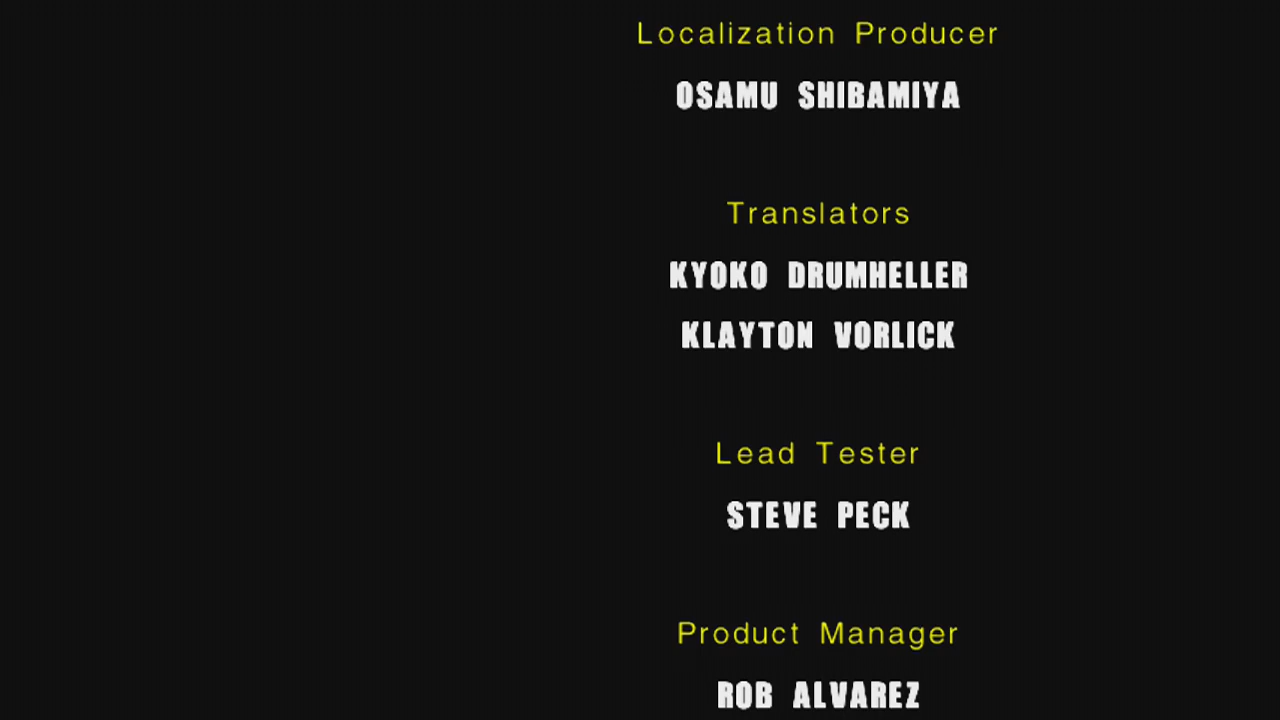 Localization Producer
OSAMU SHIBAMIYA
Translators
KYOKO DRUMHELLER
KLAYTON VORLICK
Lead Tester
STEVE PECK
Product Manager
ROB ALVAREZ